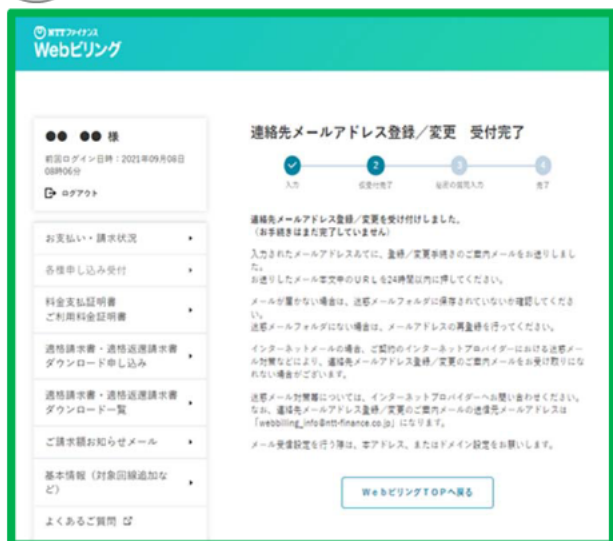 NTTファイナンス
Webビリング
●● ●● 様
前回ログイン日時：2021年09月08日
08時06分
ログアウト
お支払い・請求状況
各種申し込み受付
料金支払証明書
ご利用料金証明書
適格請求書・適格返還請求書
ダウンロード申し込み
適格請求書・適格返還請求書
ダウンロード一覧
ご請求額お知らせメール
基本情報（対象回線追加な
ど）
よくあるご質問
連絡先メールアドレス登録／変更 受付完了
1 2 3 4
入力 仮受付完了 秘密の質問入力 完了
連絡先メールアドレス登録／変更を受け付けしました。
（お手続きはまだ完了していません）
入力されたメールアドレスあてに、登録／変更手続きのご案内メールをお送りしまし
た。
お送りしたメール本文中のＵＲＬを24時間以内に押してください。
メールが届かない場合は、迷惑メールフォルダに保存されていないか確認してくださ
い。
迷惑メールフォルダにない場合は、メールアドレスの再登録を行ってください。
インターネットメールの場合、ご契約のインターネットプロバイダーにおける迷惑メー
ル対策などにより、連絡先メールアドレス登録／変更のご案内メールをお受け取りにな
れない場合がございます。
迷惑メール対策等については、インターネットプロバイダーへお問い合わせください。
なお、連絡先メールアドレス登録／変更のご案内メールの送信元メールアドレスは
「webbilling_info@ntt-finance.co.jp」になります。
メール受信設定を行う際は、本アドレス、またはドメイン設定をお願いします。
WebビリングTOPへ戻る